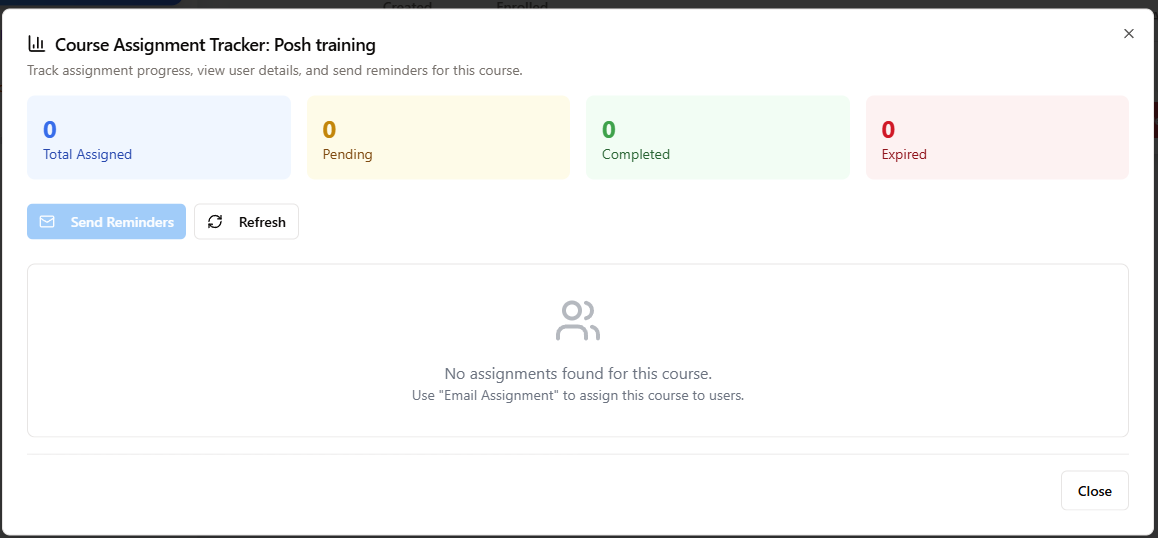 Created Enrolled
Course Assignment Tracker: Posh training
Track assignment progress, view user details, and send reminders for this course.
0
Total Assigned
0
Pending
0
Completed
0
Expired
Send Reminders
Refresh
No assignments found for this course.
Use "Email Assignment" to assign this course to users.
Close